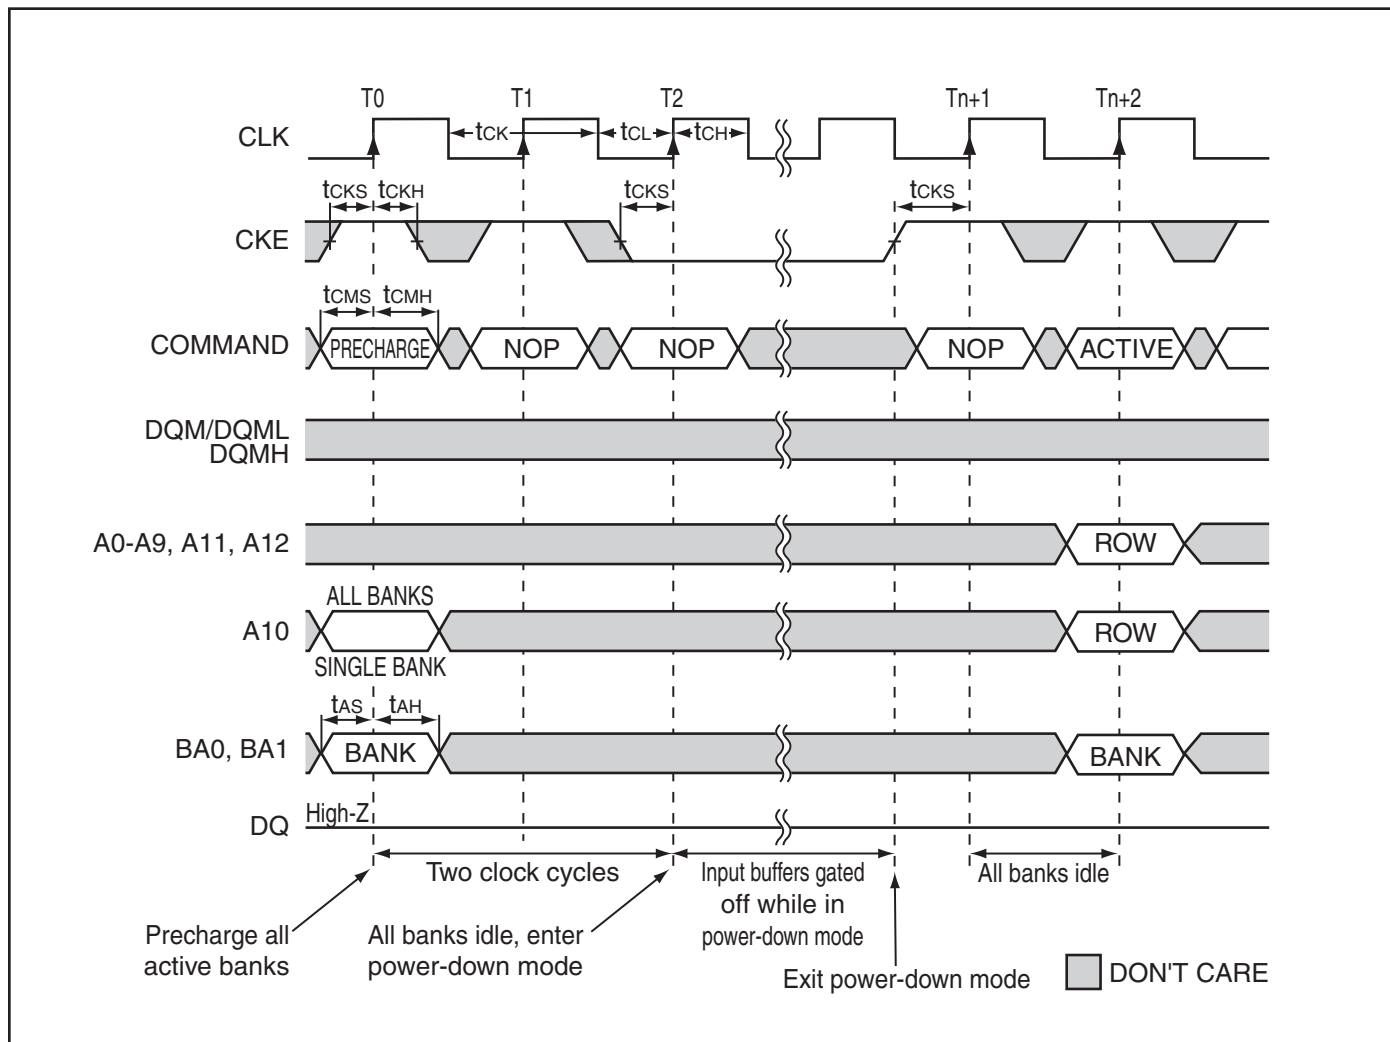 T0 T1 T2 Tn+1 Tn+2
CLK tCK tCL tCH
tCKS tCKH tCKS tCKS
CKE
tCMS tCMH
COMMAND PRECHARGE NOP NOP NOP ACTIVE
DQM/DQML
DQMH
A0-A9, A11, A12 ROW
ALL BANKS
A10 ROW
SINGLE BANK
tAS tAH
BA0, BA1 BANK BANK
High-Z
DQ
Two clock cycles
Input buffers gated
off while in
power-down mode
All banks idle
Precharge all
active banks
All banks idle, enter
power-down mode
Exit power-down mode
DON'T CARE